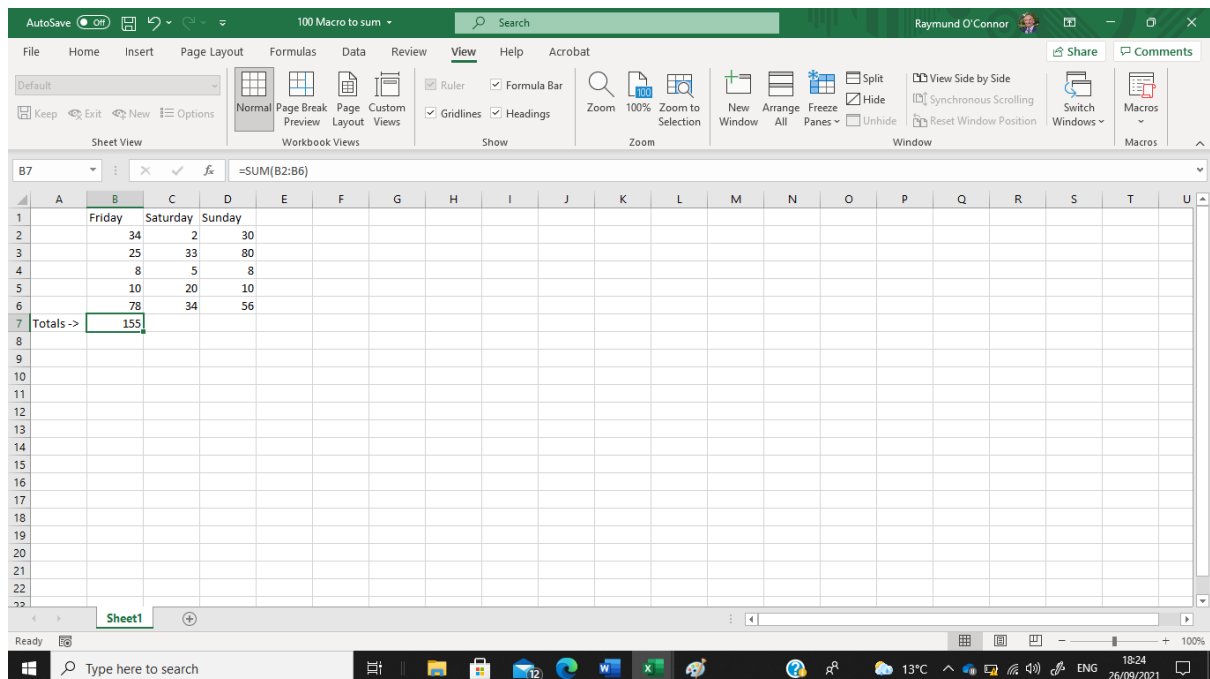 AutoSave Off 100 Macro to sum Search Raymund O'Connor
File Home Insert Page Layout Formulas Data Review View Help Acrobat Share Comments
Default
Keep Exit New Options
Sheet View
Normal Page Break Preview Page Layout Custom Views
Workbook Views
Ruler Formula Bar
Gridlines Headings
Show
Zoom 100% Zoom to Selection
100
Zoom
New Window Arrange All Freeze Panes
Split
Hide
Unhide
View Side by Side
Synchronous Scrolling
Reset Window Position
Switch Windows
Window
Macros
Macros
B7 fx =SUM(B2:B6)
A B C D E F G H I J K L M N O P Q R S T U
1 Friday Saturday Sunday
2 34 2 30
3 25 33 80
4 8 5 8
5 10 20 10
6 78 34 56
7 Totals -> 155
8
9
10
11
12
13
14
15
16
17
18
19
20
21
22
23
Sheet1
Ready 100%
Type here to search 12 13°C ENG 18:24
26/09/2021